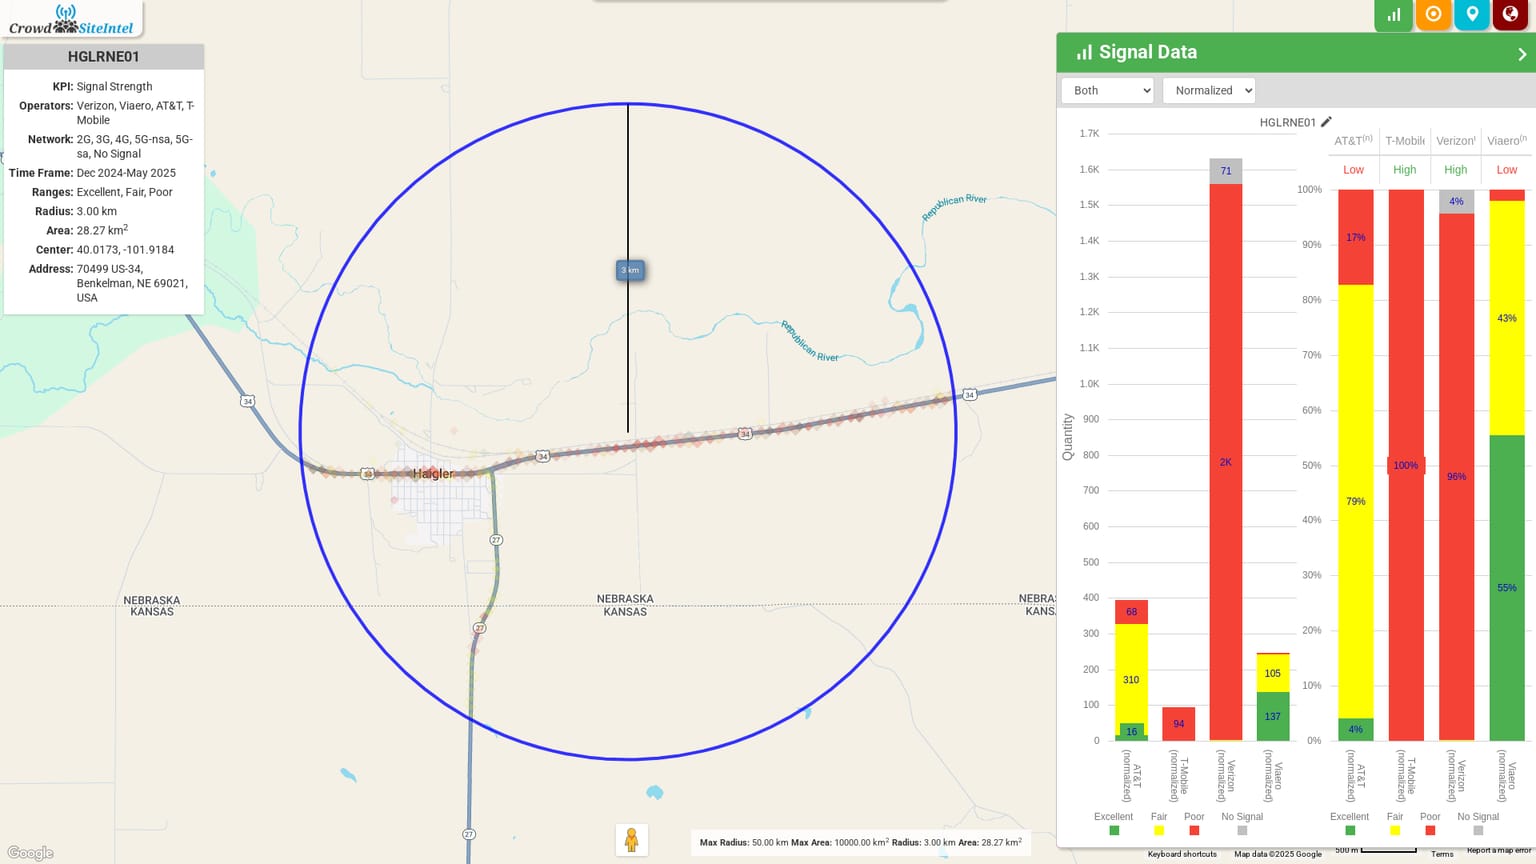 CrowdSiteIntel
HGLRNE01
KPI: Signal Strength
Operators: Verizon, Viaero, AT&T, T-
Mobile
Network: 2G, 3G, 4G, 5G-nsa, 5G-
sa, No Signal
Time Frame: Dec 2024-May 2025
Ranges: Excellent, Fair, Poor
Radius: 3.00 km
Area: 28.27 km2
Center: 40.0173, -101.9184
Address: 70499 US-34,
Benkelman, NE 69021,
USA
3 km
Republican River
Republican River
34
34
34
34
34
Haigler
27
27
27
NEBRASKA
KANSAS
NEBRASKA
KANSAS
NEBRAS
KANS
Google
Max Radius: 50.00 km Max Area: 10000.00 km2 Radius: 3.00 km Area: 28.27 km2
Signal Data
Both
Normalized
HGLRNE01
Quantity
1.7K
1.6K
1.5K
1.4K
1.3K
1.2K
1.1K
1.0K
900
800
700
600
500
400
300
200
100
0
68
310
16
94
71
2K
105
137
AT&T
(normalized)
T-Mobile
(normalized)
Verizon
(normalized)
Viaero
(normalized)
Excellent
Fair
Poor
No Signal
AT&T(n)
T-Mobile
Verizon
Viaero(n
Low
High
High
Low
100%
90%
80%
70%
60%
50%
40%
30%
20%
10%
0%
17%
79%
4%
100%
4%
96%
43%
55%
AT&T
(normalized)
T-Mobile
(normalized)
Verizon
(normalized)
Viaero
(normalized)
Excellent
Fair
Poor
No Signal
Keyboard shortcuts
Map data ©2025 Google
500 m
Terms
Report a map error